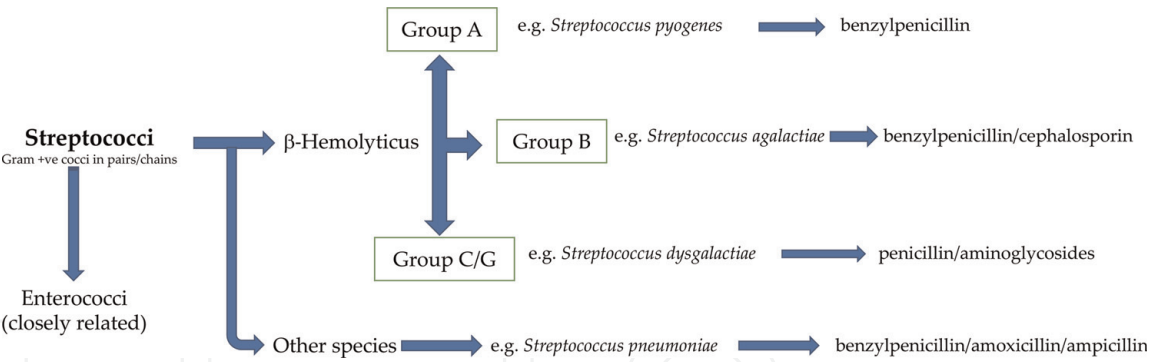 Group A
e.g. Streptococcus pyogenes
benzylpenicillin
Streptococci
Gram +ve cocci in pairs/chains
β-Hemolyticus
Group B
e.g. Streptococcus agalactiae
benzylpenicillin/cephalosporin
Group C/G
e.g. Streptococcus dysgalactiae
penicillin/aminoglycosides
Enterococci
(closely related)
Other species
e.g. Streptococcus pneumoniae
benzylpenicillin/amoxicillin/ampicillin